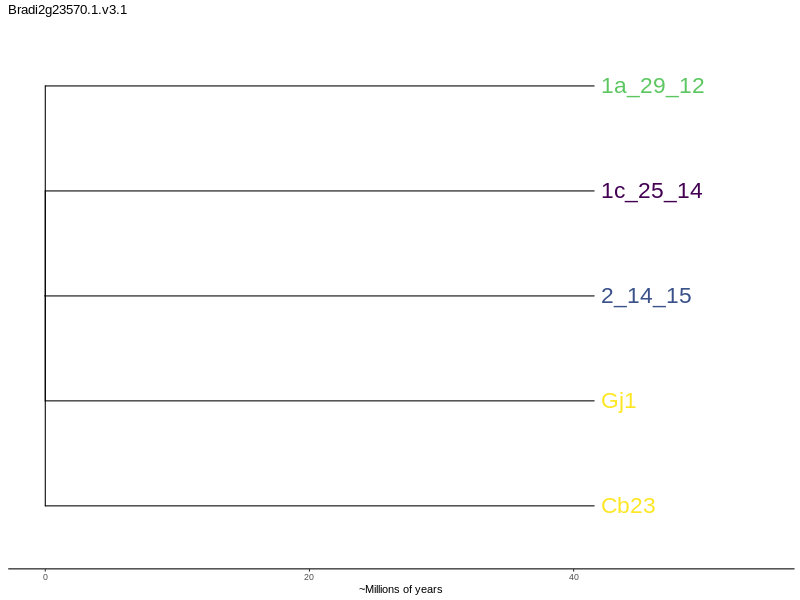 Bradi2g23570.1.v3.1
1a_29_12
1c_25_14
2_14_15
Gj1
Cb23
0 20 40
~Millions of years